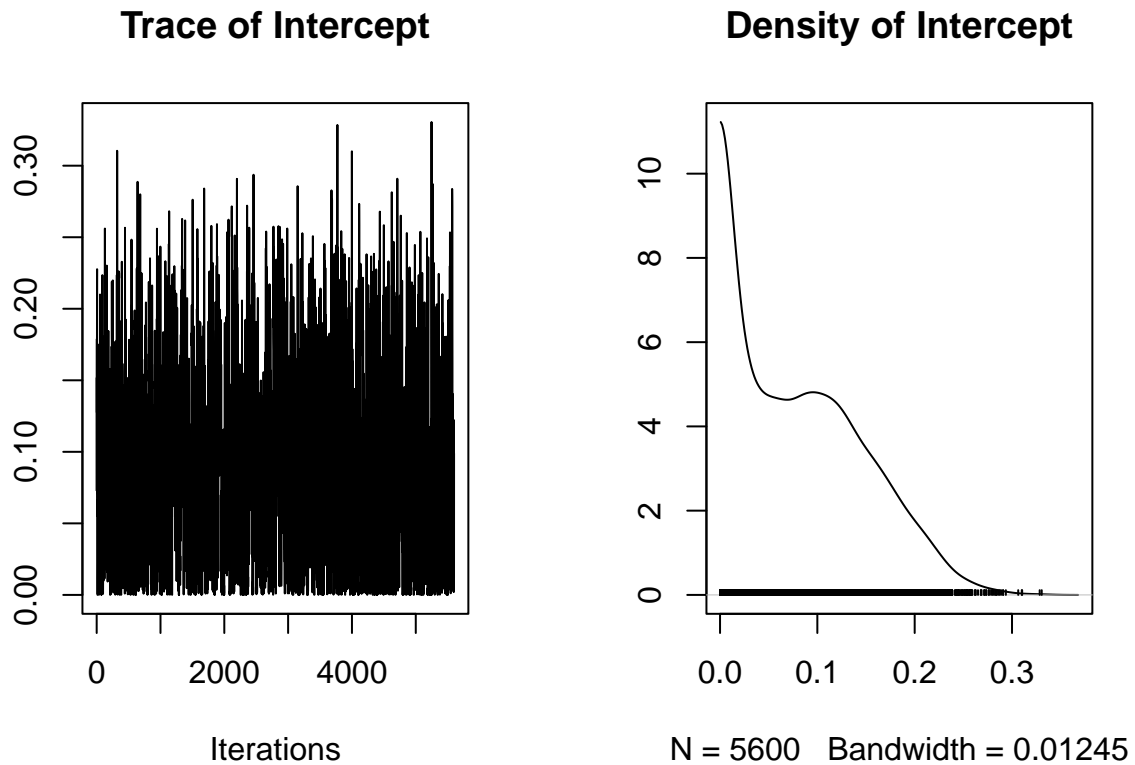 Trace of Intercept
0.30
0.20
0.10
0.00
0 2000 4000
Iterations
Density of Intercept
10
8
6
4
2
0
0.0 0.1 0.2 0.3
N = 5600 Bandwidth = 0.01245